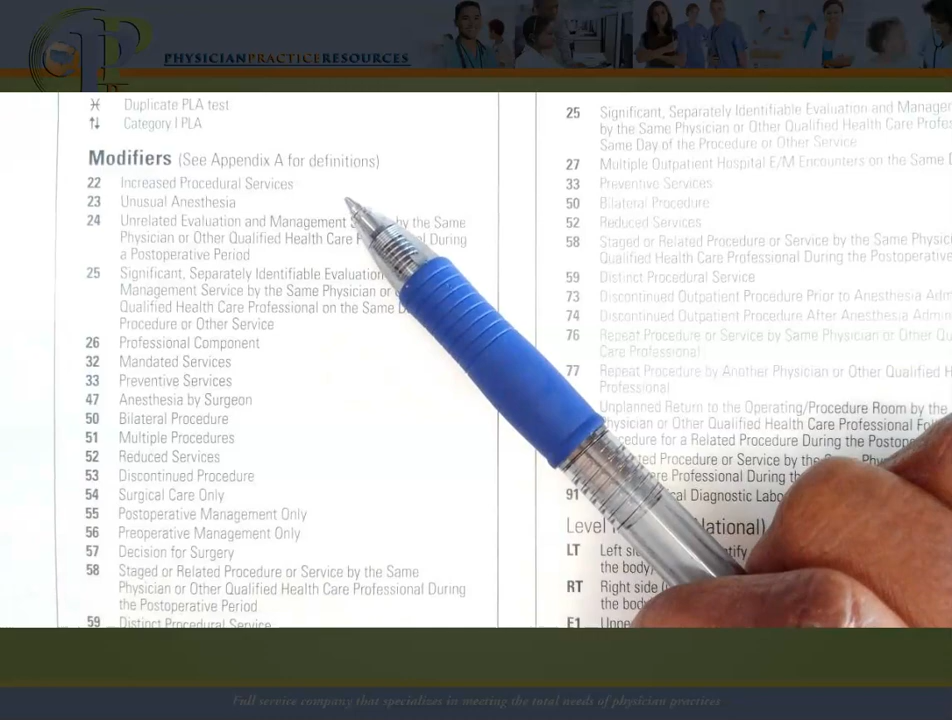 PHYSICIANPRACTICERESOURCES
Duplicate PLA test
Category I PLA
Modifiers (See Appendix A for definitions)
22 Increased Procedural Services
23 Unusual Anesthesia
24 Unrelated Evaluation and Management by the Same
Physician or Other Qualified Health Care During
a Postoperative Period
25 Significant, Separately Identifiable Evaluation
Management Service by the Same Physician or
Qualified Health Care Professional on the Same
Procedure or Other Service
26 Professional Component
32 Mandated Services
33 Preventive Services
47 Anesthesia by Surgeon
50 Bilateral Procedure
51 Multiple Procedures
52 Reduced Services
53 Discontinued Procedure
54 Surgical Care Only
55 Postoperative Management Only
56 Preoperative Management Only
57 Decision for Surgery
58 Staged or Related Procedure or Service by the Same
Physician or Other Qualified Health Care Professional During
the Postoperative Period
59 Distinct Procedural Service
25 Significant, Separately Identifiable Evaluation and
by the Same Physician or Other Qualified Health Care
Same Day of the Procedure or Other Service
27 Multiple Outpatient Hospital E/M Encounters on the Same
33 Preventive Services
50 Bilateral Procedure
52 Reduced Services
58 Staged or Related Procedure or Service by the Same
Qualified Health Care Professional During the Postoperative
59 Distinct Procedural Service
73 Discontinued Outpatient Procedure Prior to Anesthesia
74 Discontinued Outpatient Procedure After Anesthesia
76 Repeat Procedure or Service by Same Physician or Other
Care Professional
77 Repeat Procedure by Another Physician or Other Qualified
Professional
Unplanned Return to the Operating/Procedure Room by the
Physician or Other Qualified Health Care Professional
for a Related Procedure During the
Procedure or Service by the
Professional During the
91 Diagnostic
Level National)
LT Left
the body
RT Right side
the
E1
Full service company that specializes in meeting the total needs of physician practices